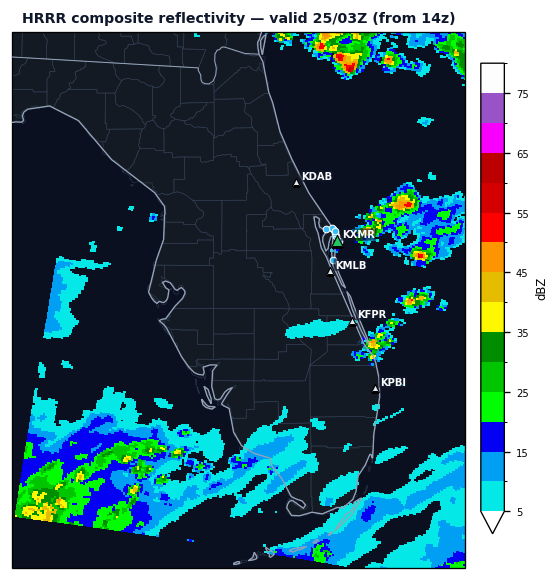 HRRR composite reflectivity — valid 25/03Z (from 14z)
KDAB
KXMR
KMLB
KFPR
KPBI
75
65
55
45
35
25
15
5
dBZ